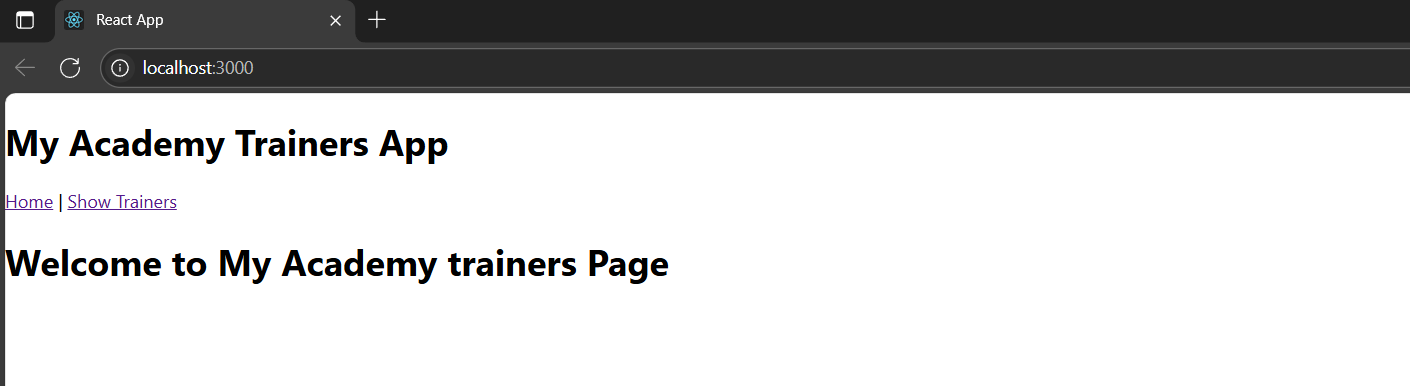 React App
localhost:3000
My Academy Trainers App
Home | Show Trainers
Welcome to My Academy trainers Page